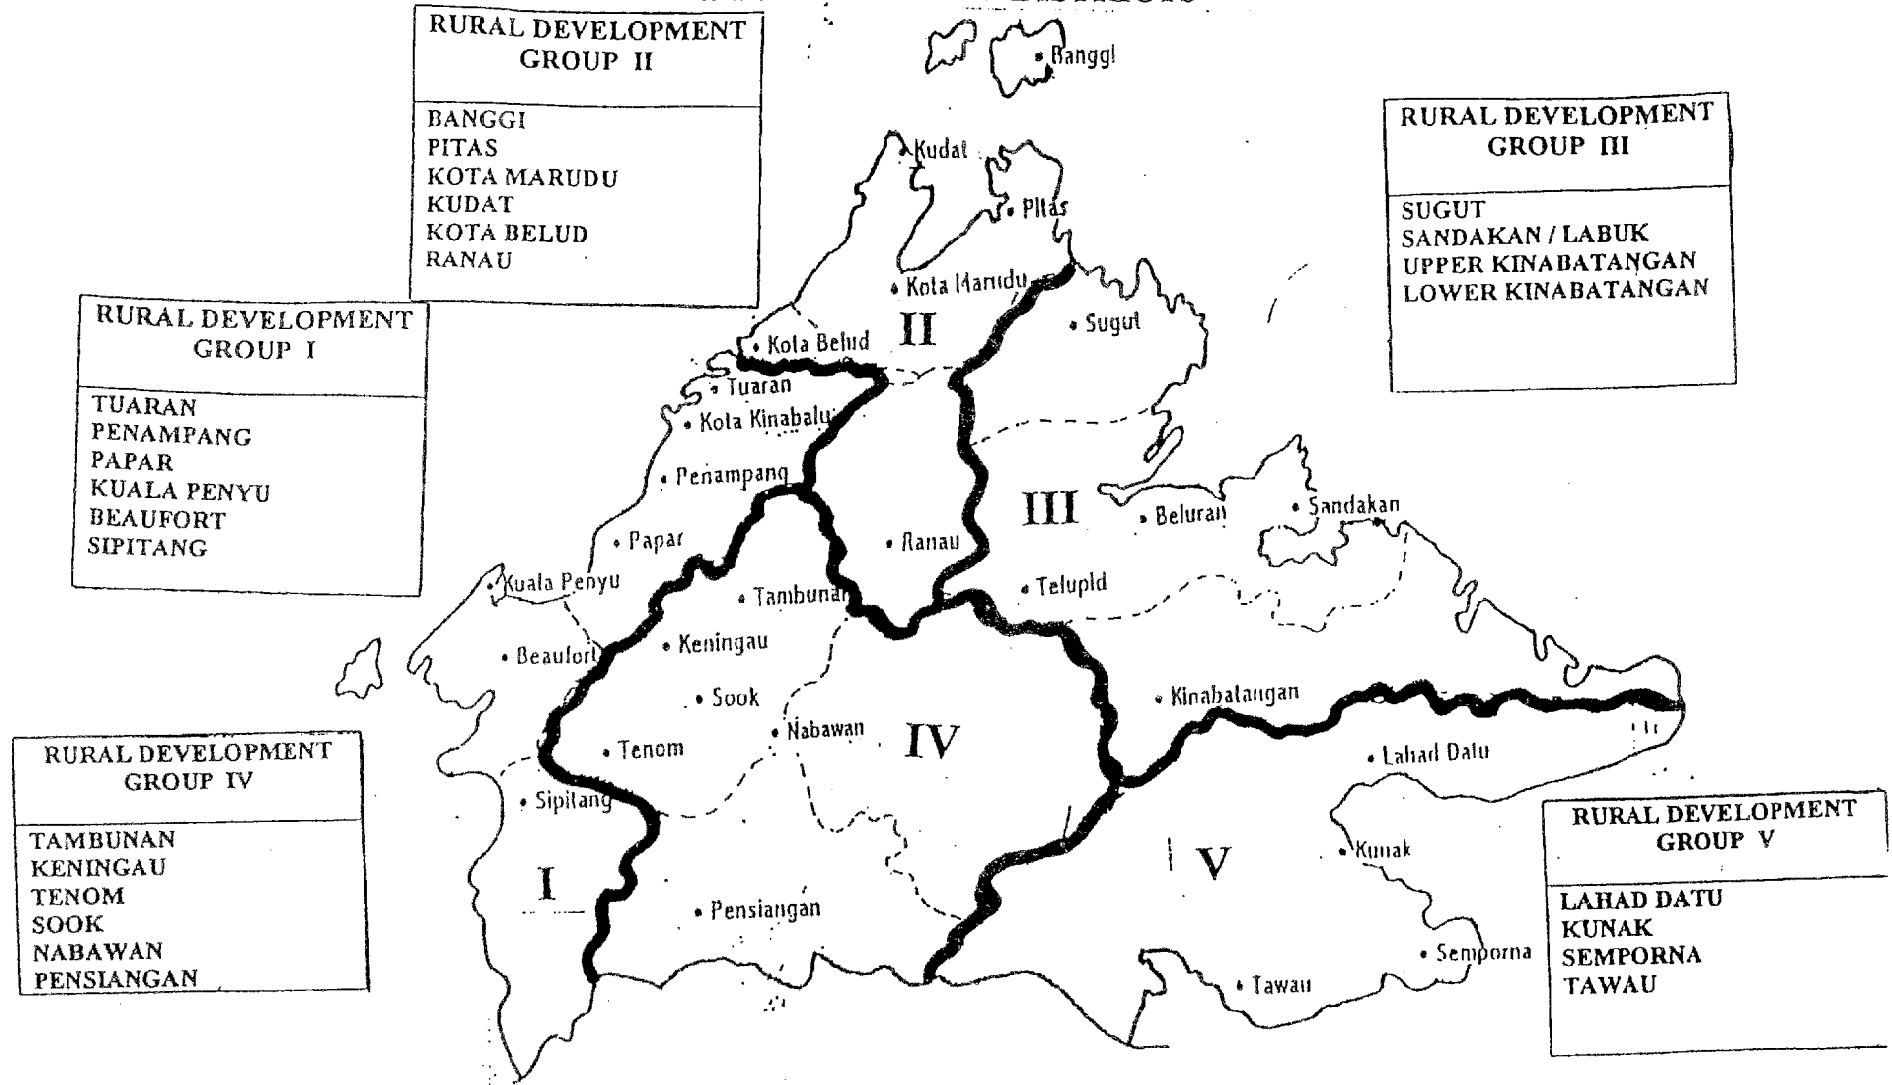 RURAL DEVELOPMENT
GROUP II
BANGGI
PITAS
KOTA MARUDU
KUDAT
KOTA BELUD
RANAU
RURAL DEVELOPMENT
GROUP III
SUGUT
SANDAKAN / LABUK
UPPER KINABATANGAN
LOWER KINABATANGAN
RURAL DEVELOPMENT
GROUP I
TUARAN
PENAMPANG
PAPAR
KUALA PENYU
BEAUFORT
SIPITANG
RURAL DEVELOPMENT
GROUP IV
TAMBUNAN
KENINGAU
TENOM
SOOK
NABAWAN
PENSIANGAN
RURAL DEVELOPMENT
GROUP V
LAHAD DATU
KUNAK
SEMPORNA
TAWAU
Banggi
Kudat
Pitas
Kota Marudu
II
Sugut
Kota Belud
Tuaran
Kota Kinabalu
Penampang
III
Beluran
Sandakan
Papar
Ranau
Kuala Penyu
Tambunan
Telupid
Beaufort
Keningau
Sook
Kinabatangan
Nabawan
IV
Tenom
Lahad Datu
Sipitang
Kunak
V
I
Pensiangan
Semporna
Tawau